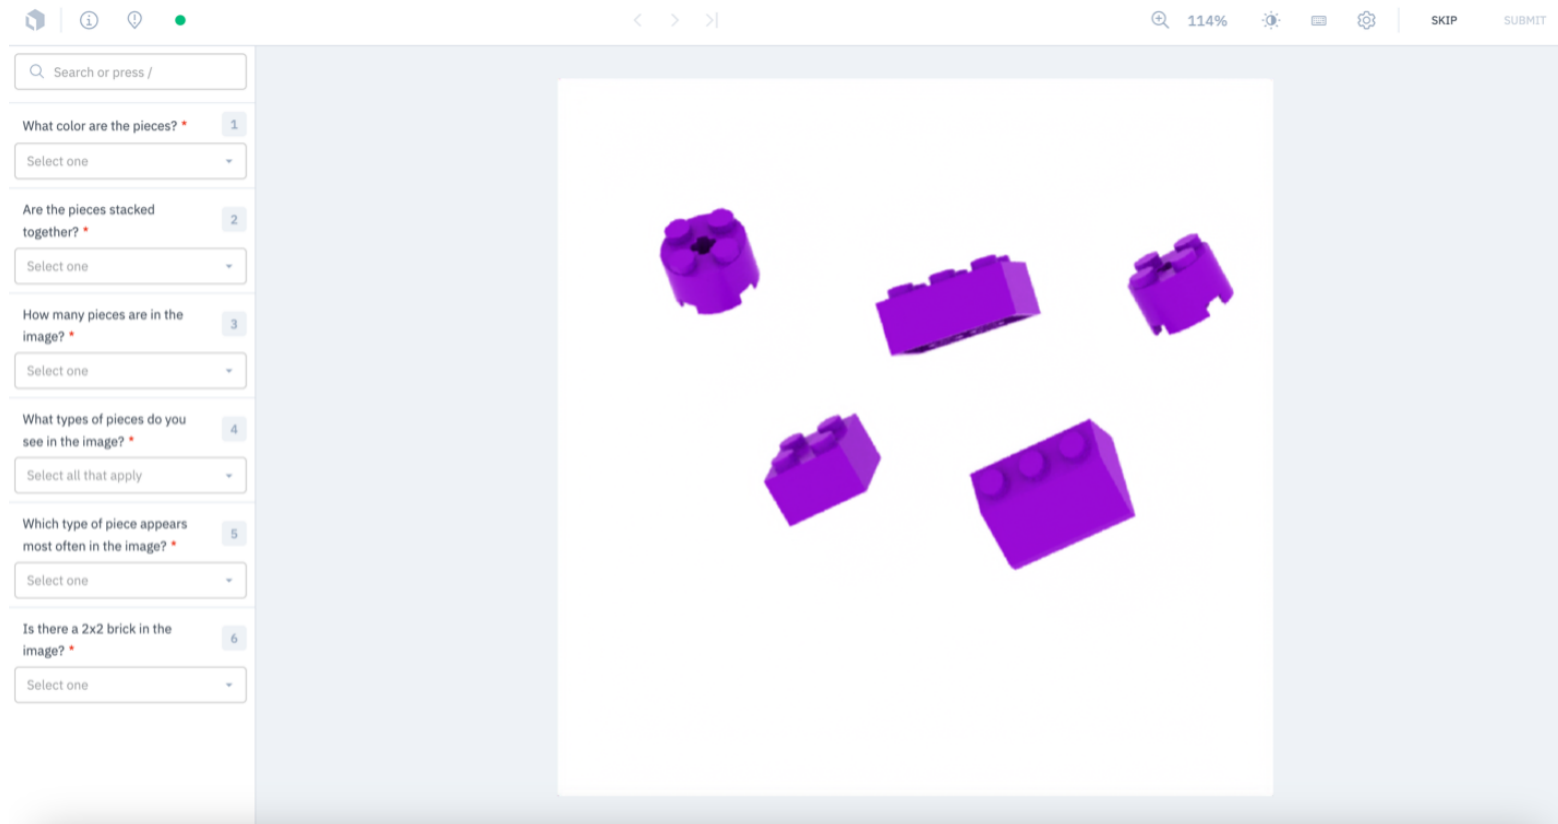 114%
SKIP
SUBMIT
Search or press /
What color are the pieces? *
1
Select one
Are the pieces stacked
together? *
2
Select one
How many pieces are in the
image? *
3
Select one
What types of pieces do you
see in the image? *
4
Select all that apply
Which type of piece appears
most often in the image? *
5
Select one
Is there a 2x2 brick in the
image? *
6
Select one